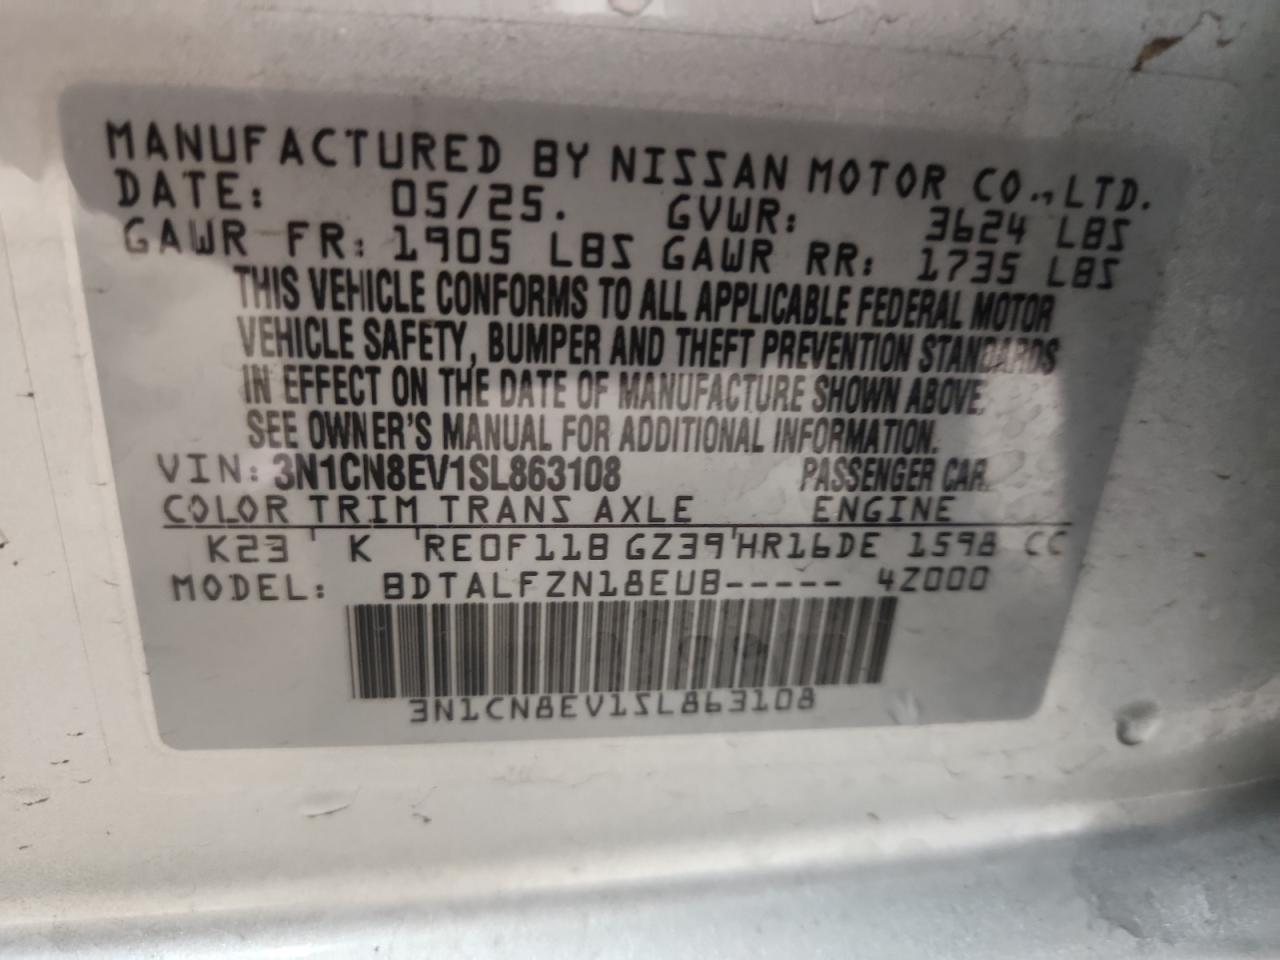 MANUFACTURED BY NISSAN MOTOR CO., LTD.
DATE: 05/25. GVWR: 3624 LBS
GAWR FR: 1905 LBS GAWR RR: 1735 LBS
THIS VEHICLE CONFORMS TO ALL APPLICABLE FEDERAL MOTOR
VEHICLE SAFETY, BUMPER AND THEFT PREVENTION STANDARDS
IN EFFECT ON THE DATE OF MANUFACTURE SHOWN ABOVE.
SEE OWNER'S MANUAL FOR ADDITIONAL INFORMATION.
VIN: 3N1CN8EV1SL863108 PASSENGER CAR.
COLOR TRIM TRANS AXLE ENGINE
K23 ' K 'RE0F11B GZ39'HR16DE 1598 CC
MODEL: BDTALFZN18EUB----- 4Z000
3N1CN8EV1SL863108